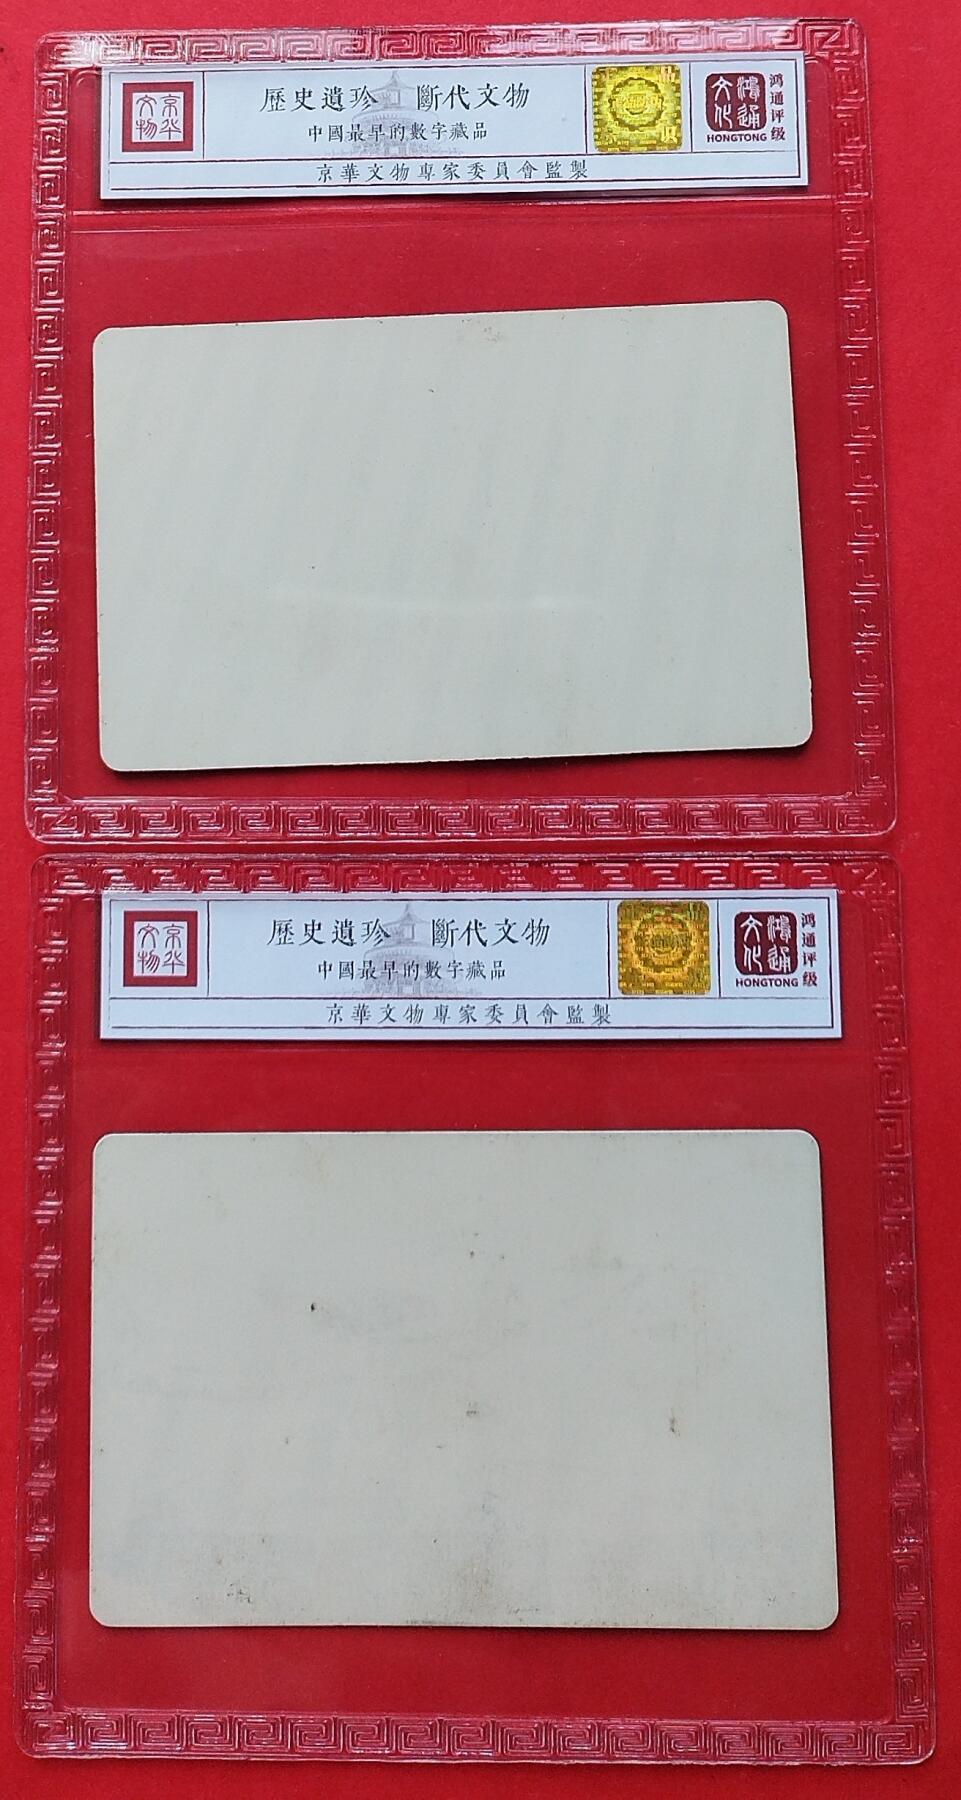 京华文物
歷史遺珍 斷代文物
中國最早的數字藏品
京華文物專家委員會監製
鴻通文化
HONGTONG
鸿通评级
京华文物
歷史遺珍 斷代文物
中國最早的數字藏品
京華文物專家委員會監製
鴻通文化
HONGTONG
鸿通评级